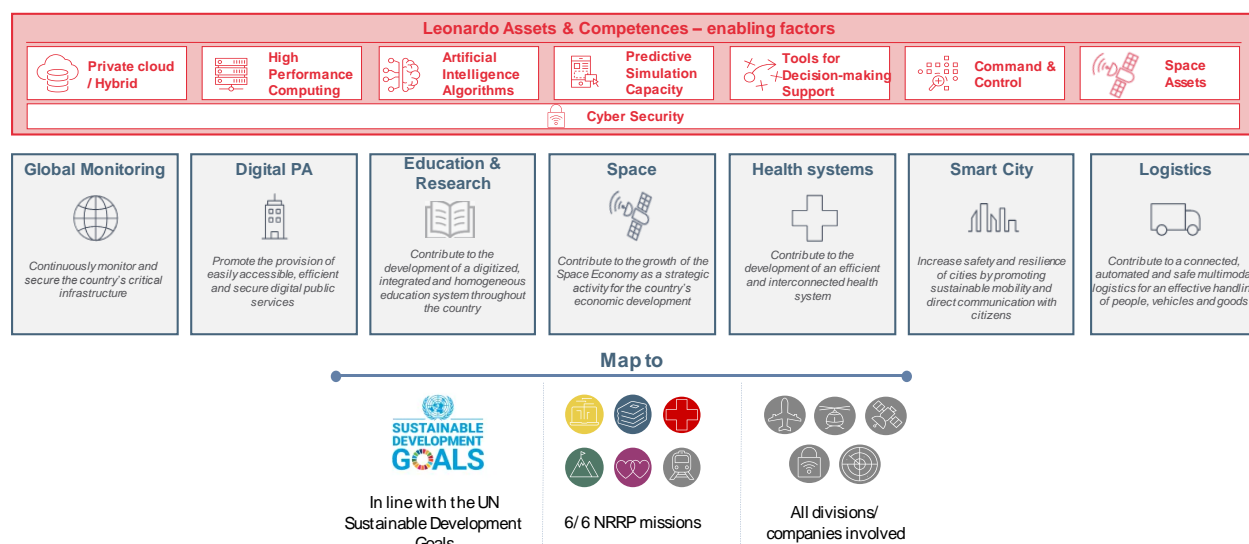 Leonardo Assets & Competences – enabling factors
Private cloud
/ Hybrid
High
Performance
Computing
Artificial
Intelligence
Algorithms
Predictive
Simulation
Capacity
Tools for
Decision-making
Support
Command &
Control
Space
Assets
Cyber Security
Global Monitoring
Continuously monitor and
secure the country's critical
infrastructure
Digital PA
Promote the provision of
easily accessible, efficient
and secure digital public
services
Education &
Research
Contribute to the
development of a digitized,
integrated and homogeneous
education system throughout
the country
Space
Contribute to the growth of the
Space Economy as a strategic
activity for the country's
economic development
Health systems
Contribute to the
development of an efficient
and interconnected health
system
Smart City
Increase safety and resilience
of cities by promoting
sustainable mobility and
direct communication with
citizens
Logistics
Contribute to a connected,
automated and safe multimodal
logistics for an effective handling
of people, vehicles and goods
Map to
SUSTAINABLE
DEVELOPMENT
GOALS
In line with the UN
Sustainable Development
Goals
6/6 NRRP missions
All divisions/
companies involved